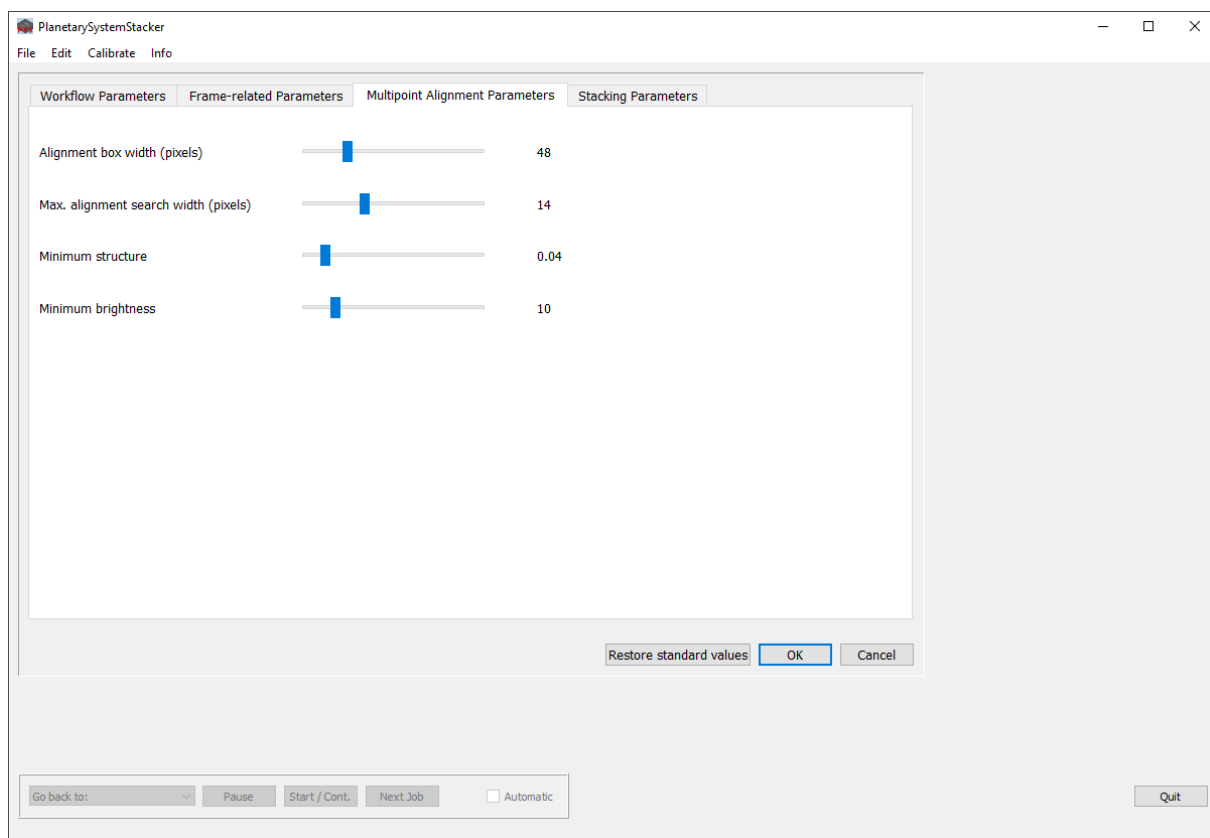 PlanetarySystemStacker
File Edit Calibrate Info
Workflow Parameters Frame-related Parameters Multipoint Alignment Parameters Stacking Parameters
Alignment box width (pixels) 48
Max. alignment search width (pixels) 14
Minimum structure 0.04
Minimum brightness 10
Restore standard values OK Cancel
Go back to: Pause Start / Cont. Next Job Automatic Quit